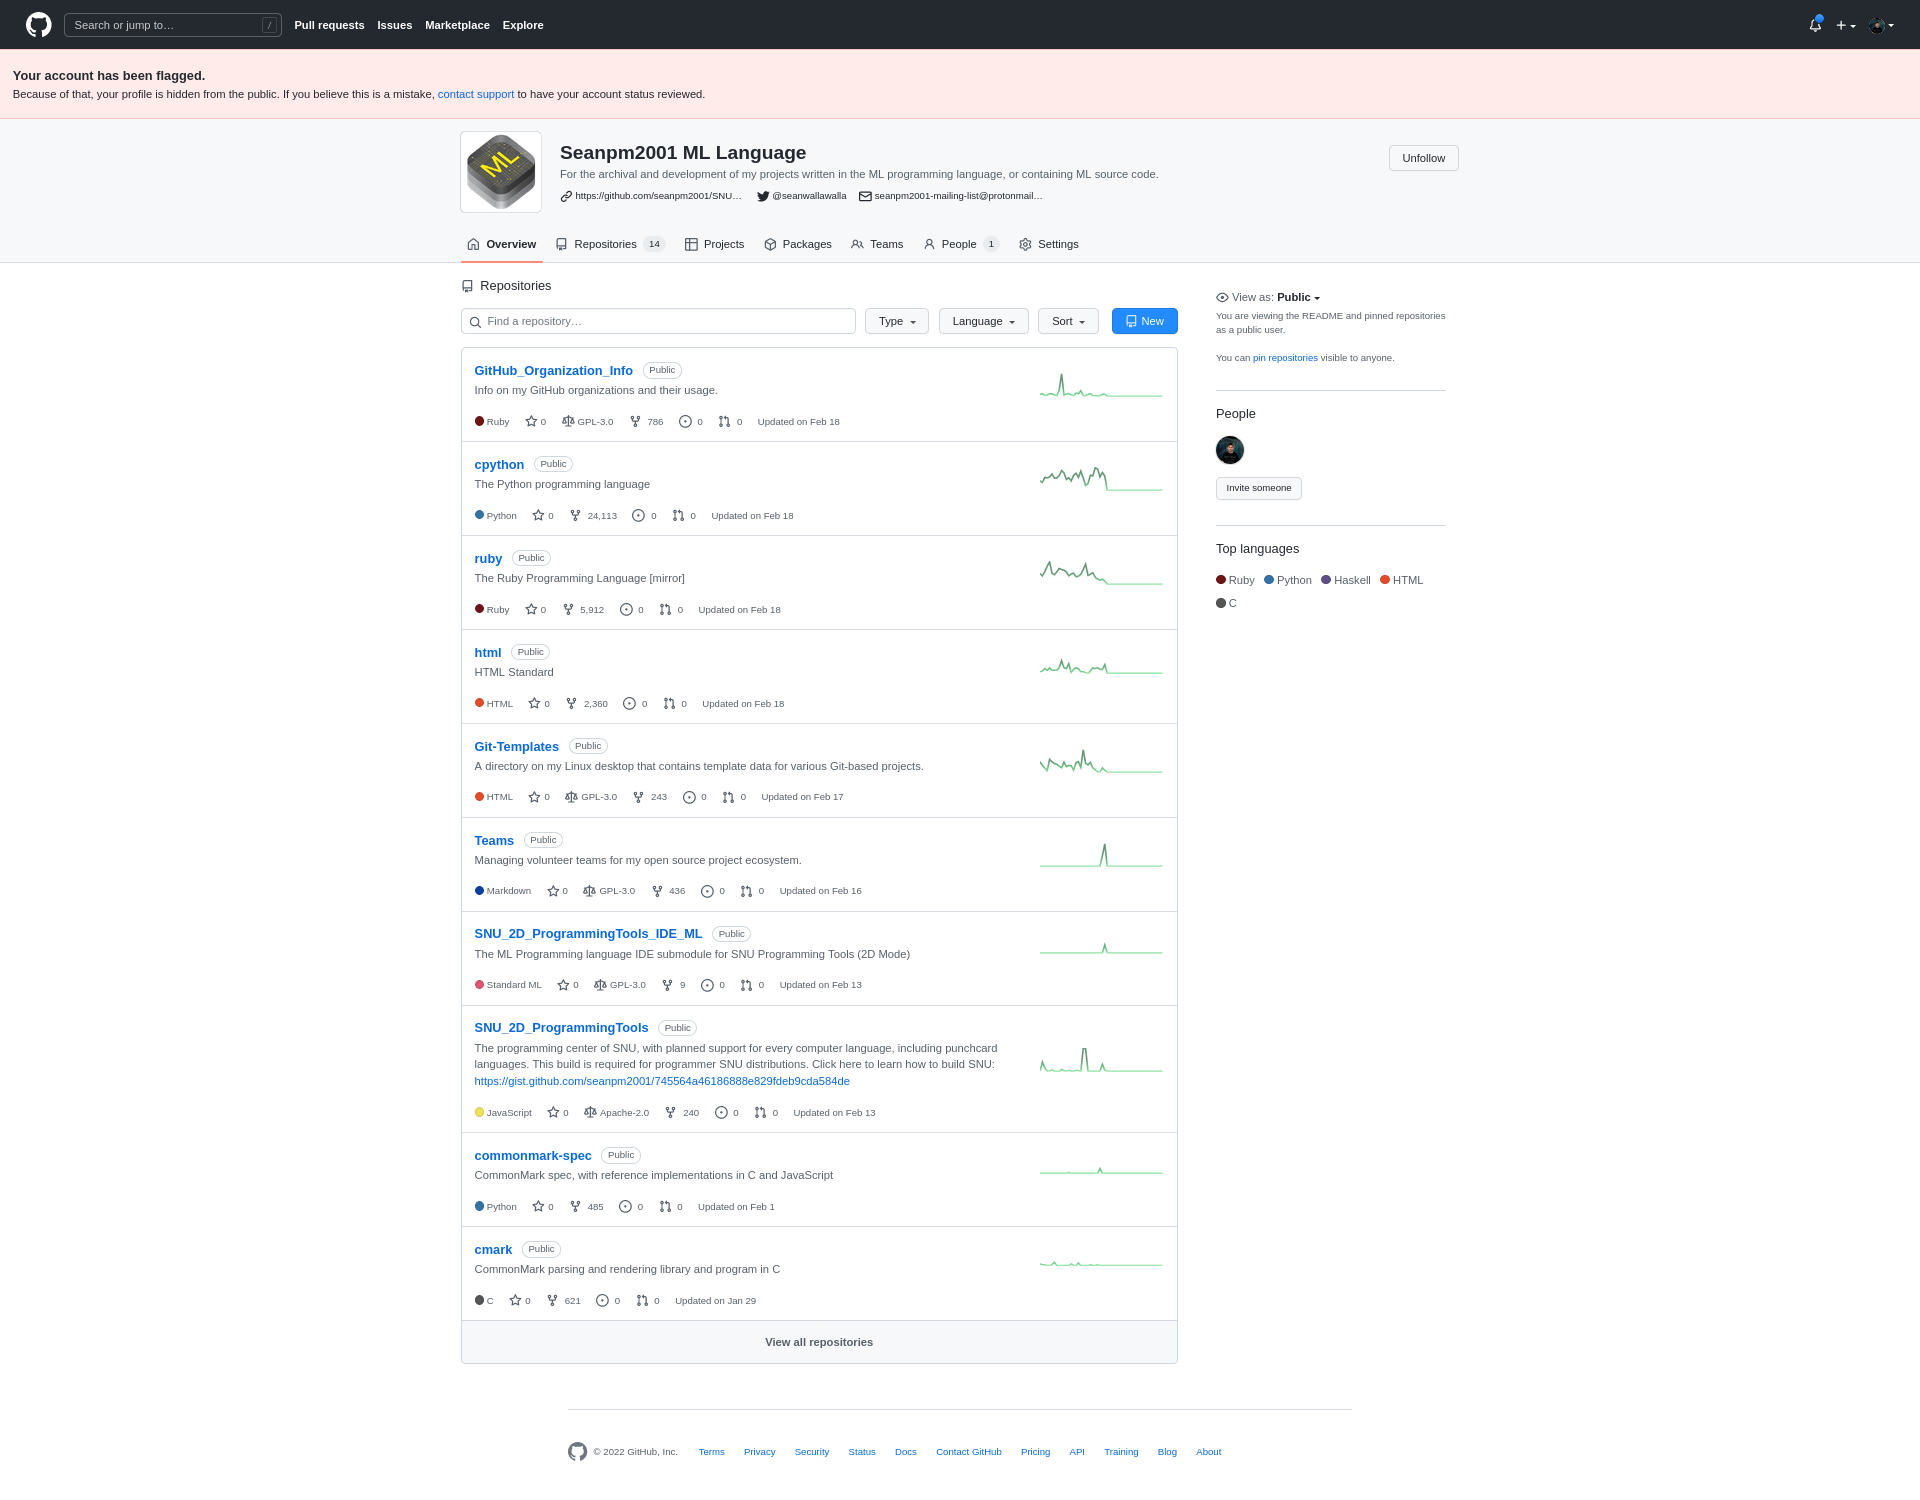 Search or jump to… /
Pull requests Issues Marketplace Explore
Your account has been flagged.
Because of that, your profile is hidden from the public. If you believe this is a mistake, contact support to have your account status reviewed.
ML
Seanpm2001 ML Language
Unfollow
For the archival and development of my projects written in the ML programming language, or containing ML source code.
https://github.com/seanpm2001/SNU… @seanwallawalla seanpm2001-mailing-list@protonmail…
Overview Repositories 14 Projects Packages Teams People 1 Settings
Repositories
Find a repository… Type Language Sort New
GitHub_Organization_Info Public
Info on my GitHub organizations and their usage.
Ruby 0 GPL-3.0 786 0 0 Updated on Feb 18
cpython Public
The Python programming language
Python 0 24,113 0 0 Updated on Feb 18
ruby Public
The Ruby Programming Language [mirror]
Ruby 0 5,912 0 0 Updated on Feb 18
html Public
HTML Standard
HTML 0 2,360 0 0 Updated on Feb 18
Git-Templates Public
A directory on my Linux desktop that contains template data for various Git-based projects.
HTML 0 GPL-3.0 243 0 0 Updated on Feb 17
Teams Public
Managing volunteer teams for my open source project ecosystem.
Markdown 0 GPL-3.0 436 0 0 Updated on Feb 16
SNU_2D_ProgrammingTools_IDE_ML Public
The ML Programming language IDE submodule for SNU Programming Tools (2D Mode)
Standard ML 0 GPL-3.0 9 0 0 Updated on Feb 13
SNU_2D_ProgrammingTools Public
The programming center of SNU, with planned support for every computer language, including punchcard
languages. This build is required for programmer SNU distributions. Click here to learn how to build SNU:
https://gist.github.com/seanpm2001/745564a46186888e829fdeb9cda584de
JavaScript 0 Apache-2.0 240 0 0 Updated on Feb 13
commonmark-spec Public
CommonMark spec, with reference implementations in C and JavaScript
Python 0 485 0 0 Updated on Feb 1
cmark Public
CommonMark parsing and rendering library and program in C
C 0 621 0 0 Updated on Jan 29
View all repositories
View as: Public
You are viewing the README and pinned repositories
as a public user.
You can pin repositories visible to anyone.
People
Invite someone
Top languages
Ruby Python Haskell HTML
C
© 2022 GitHub, Inc. Terms Privacy Security Status Docs Contact GitHub Pricing API Training Blog About